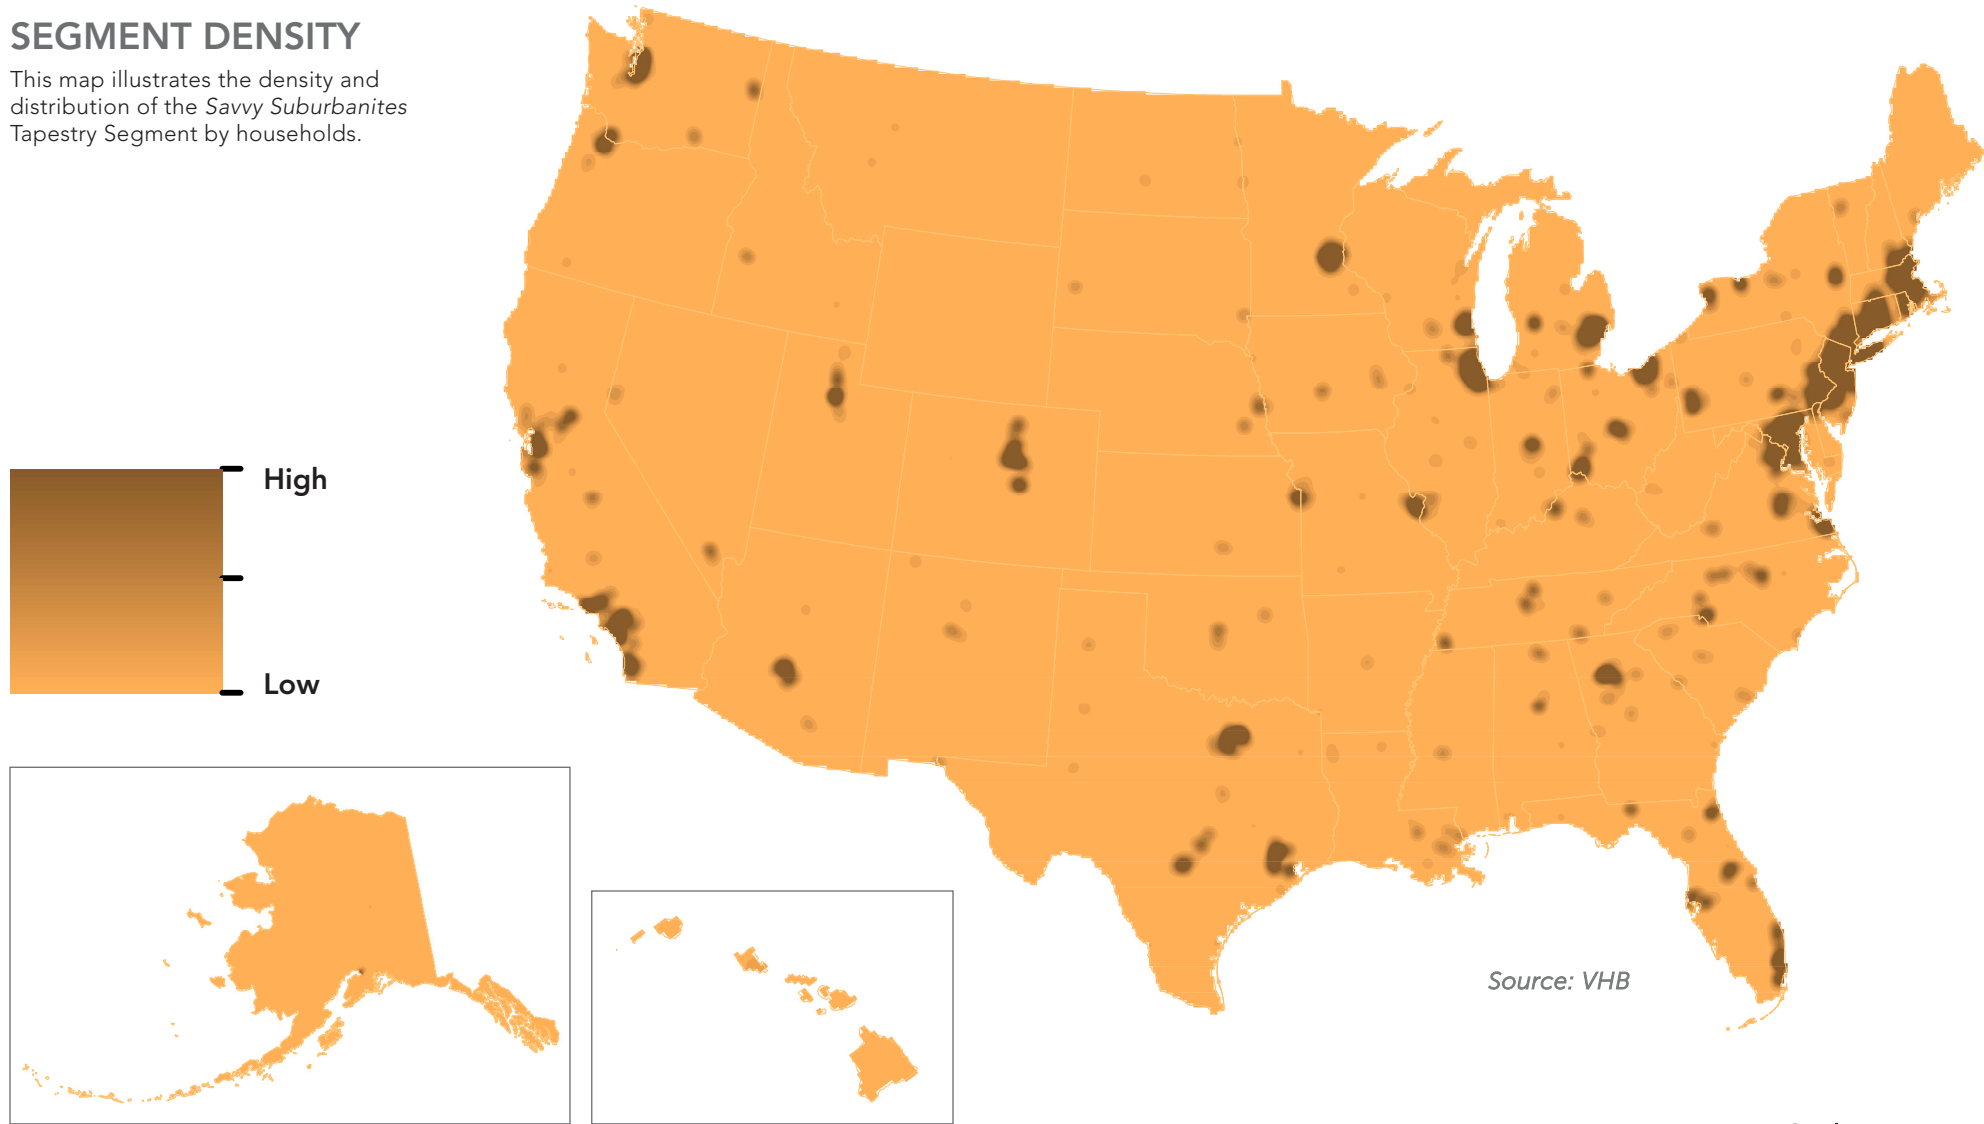 SEGMENT DENSITY
This map illustrates the density and
distribution of the Savvy Suburbanites
Tapestry Segment by households.
High
Low
Source: VHB